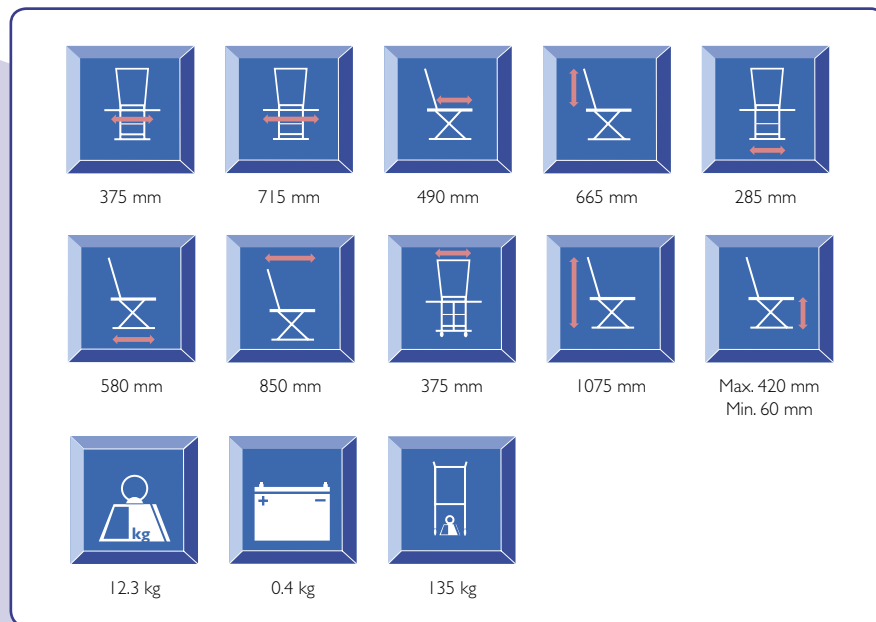 375 mm
715 mm
490 mm
665 mm
285 mm
580 mm
850 mm
375 mm
1075 mm
Max. 420 mm
Min. 60 mm
kg
+ −
12.3 kg
0.4 kg
135 kg